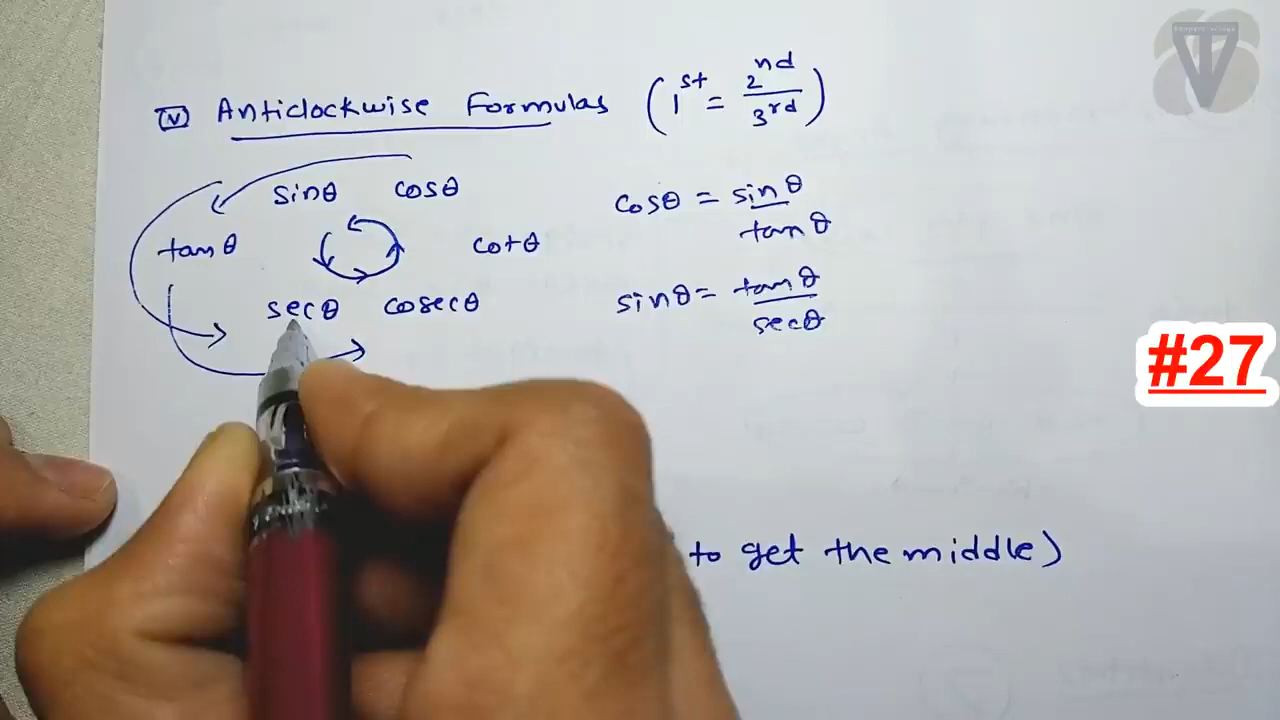 (V) Anticlockwise Formulas (1st = 2nd/3rd)
sinθ cosθ
tanθ cotθ
secθ cosecθ
cosθ = sinθ/tanθ
sinθ = tanθ/secθ
#27
to get the middle)